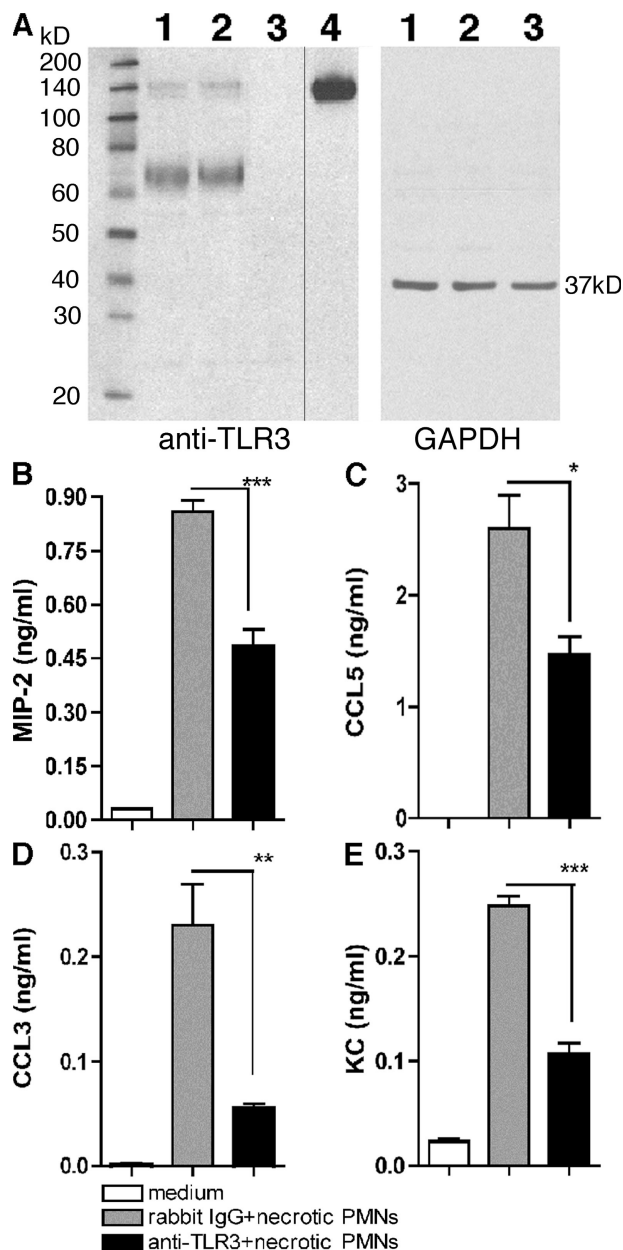 A kD 1 2 3 4 1 2 3
200
140
100
80
60
50
40
30
20
37kD
anti-TLR3 GAPDH
B
MIP-2 (ng/ml)
0.90
0.75
0.60
0.45
0.30
0.15
0.00
***
C
CCL5 (ng/ml)
3
2
1
0
*
D
CCL3 (ng/ml)
0.3
0.2
0.1
0.0
**
E
KC (ng/ml)
0.3
0.2
0.1
0.0
***
medium
rabbit IgG+necrotic PMNs
anti-TLR3+necrotic PMNs